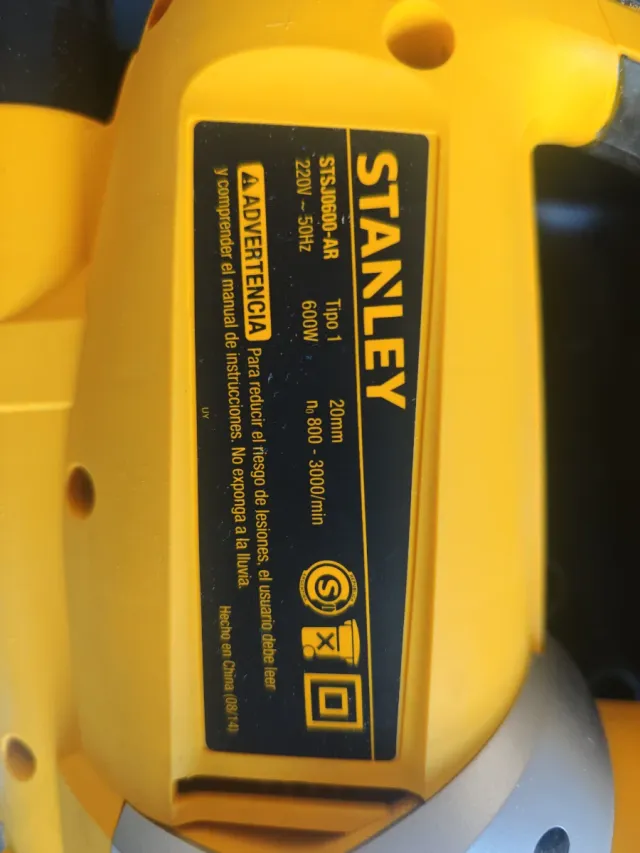 STANLEY
STSJ0600-AR Tipo 1 20mm
220V ~ 50Hz 600W n₀ 800 - 3000/min
S
ADVERTENCIA Para reducir el riesgo de lesiones, el usuario debe leer
y comprender el manual de instrucciones. No exponga a la lluvia.
UY Hecho en China (08/14)